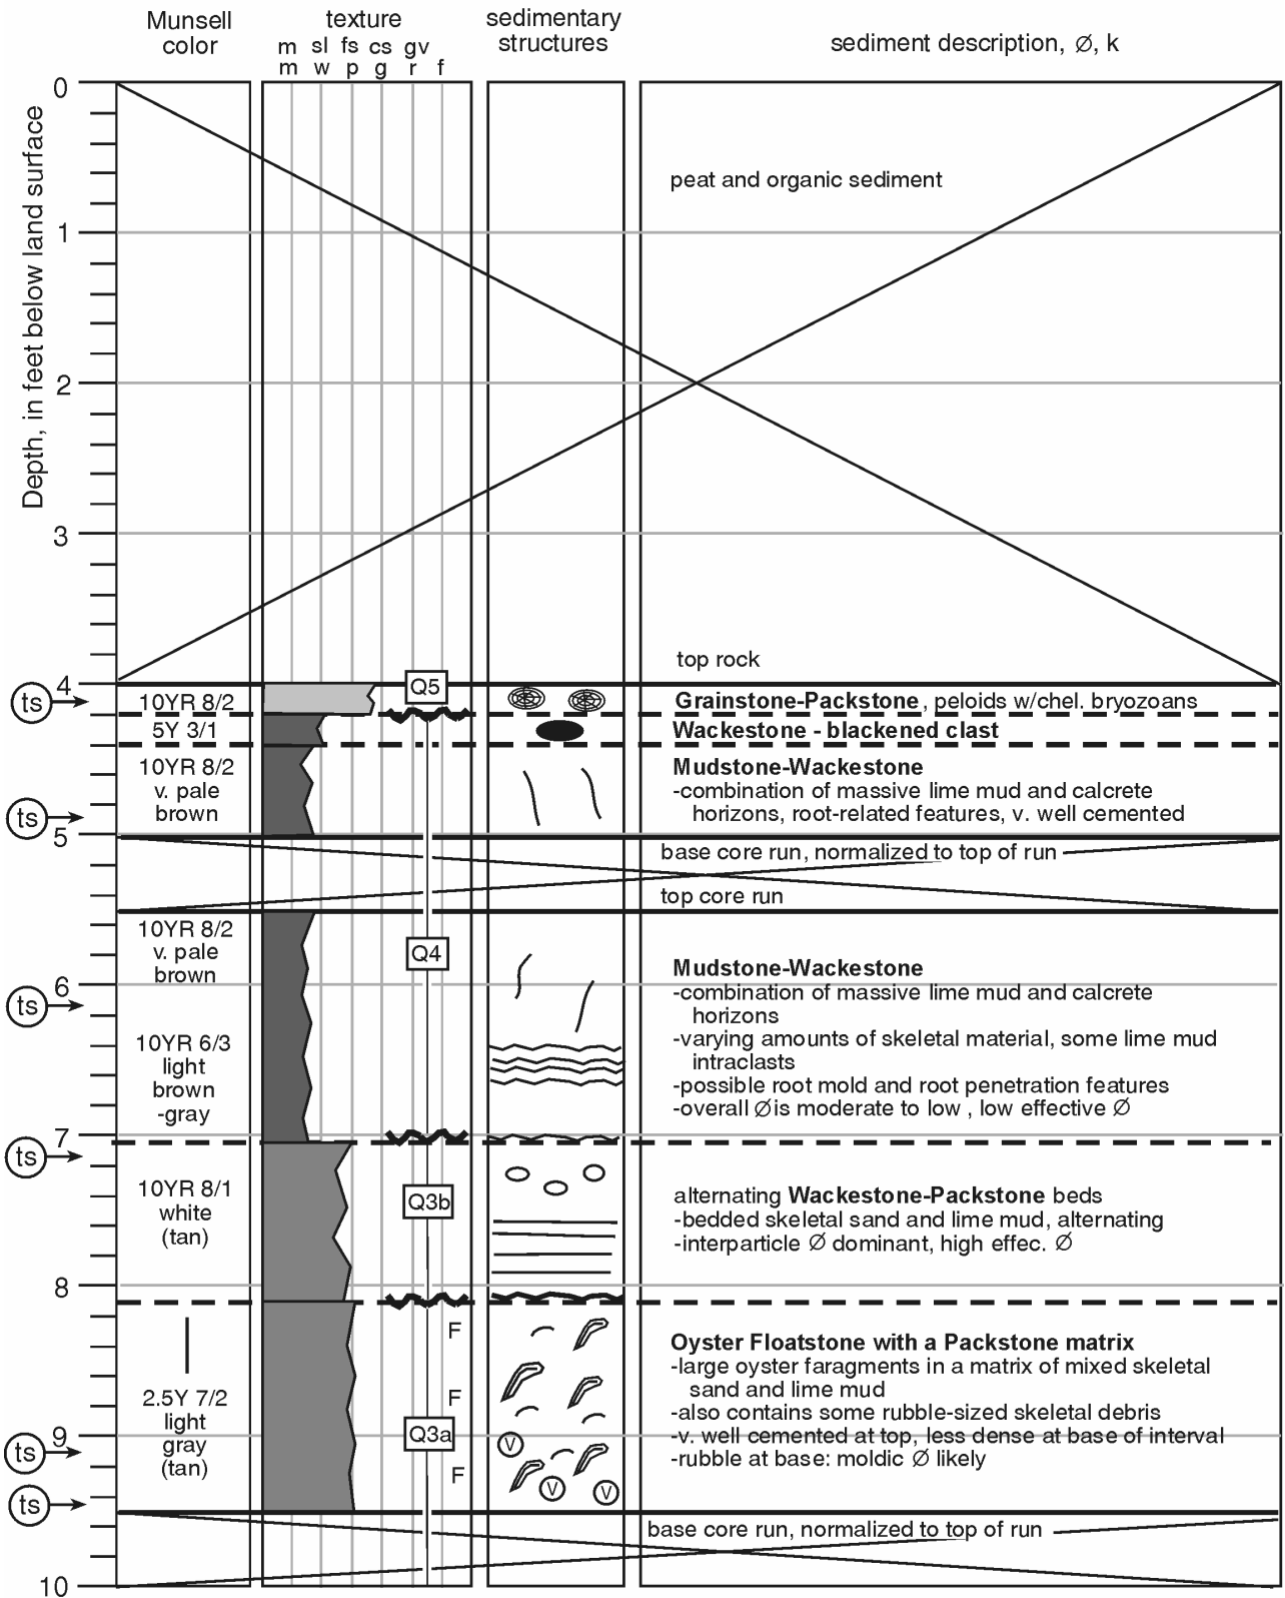 Munsell
color
texture
m sl fs cs gv
m w p g r f
sedimentary
structures
sediment description, Ø, k
Depth, in feet below land surface
0
peat and organic sediment
1
2
3
top rock
4
ts
10YR 8/2
Q5
Grainstone-Packstone, peloids w/chel. bryozoans
5Y 3/1
Wackestone - blackened clast
10YR 8/2
v. pale
brown
Mudstone-Wackestone
-combination of massive lime mud and calcrete
horizons, root-related features, v. well cemented
ts
5
base core run, normalized to top of run
top core run
10YR 8/2
v. pale
brown
Q4
Mudstone-Wackestone
-combination of massive lime mud and calcrete
horizons
-varying amounts of skeletal material, some lime mud
intraclasts
-possible root mold and root penetration features
-overall Ø is moderate to low , low effective Ø
6
ts
10YR 6/3
light
brown
-gray
7
ts
10YR 8/1
white
(tan)
Q3b
alternating Wackestone-Packstone beds
-bedded skeletal sand and lime mud, alternating
-interparticle Ø dominant, high effec. Ø
8
F
F
F
Q3a
V
V
V
2.5Y 7/2
light
gray
(tan)
Oyster Floatstone with a Packstone matrix
-large oyster faragments in a matrix of mixed skeletal
sand and lime mud
-also contains some rubble-sized skeletal debris
-v. well cemented at top, less dense at base of interval
-rubble at base: moldic Ø likely
9
ts
ts
base core run, normalized to top of run
10